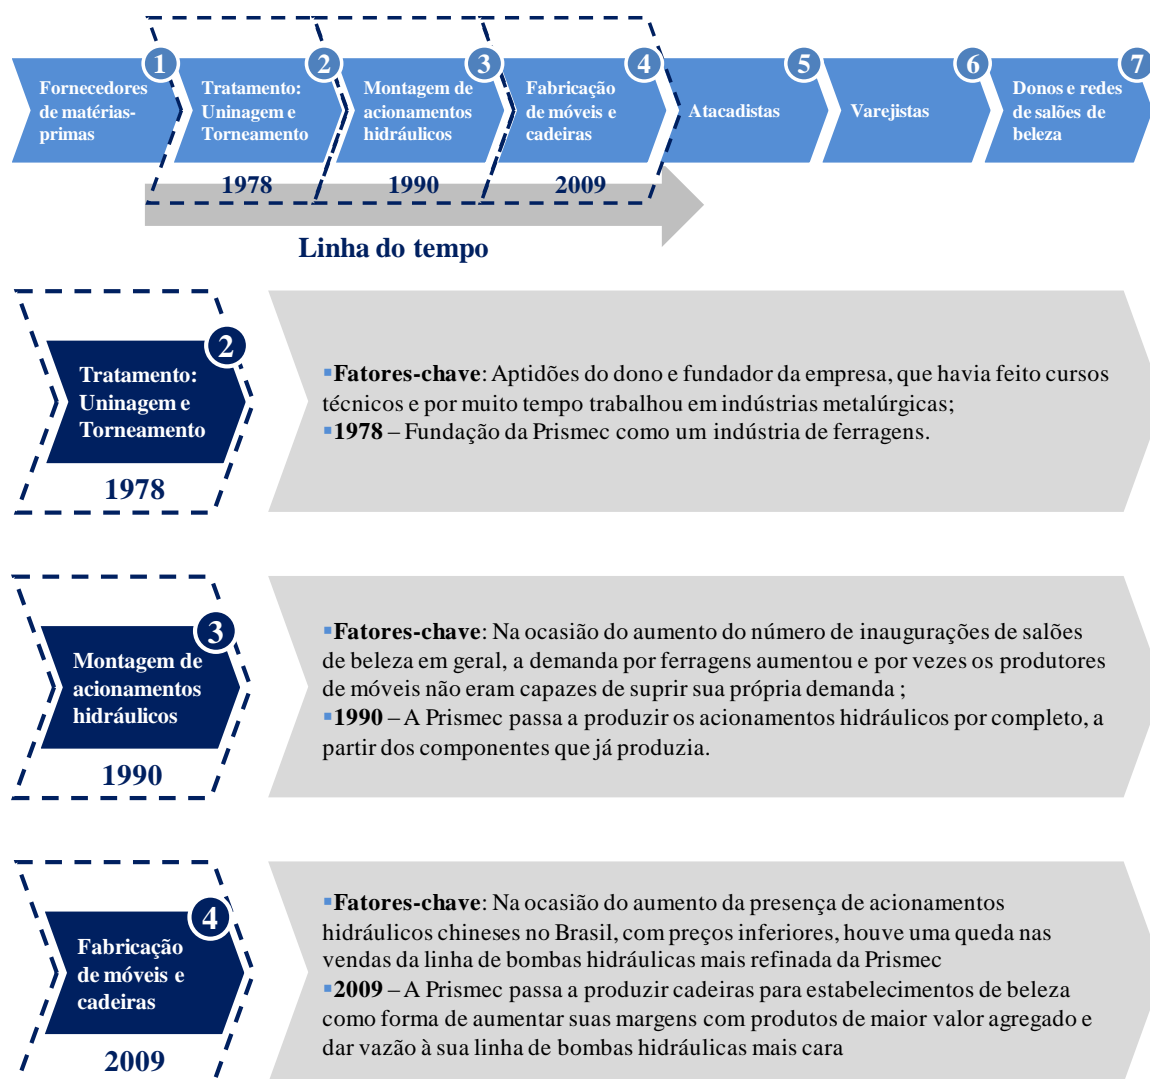 1
2
3
4
5
6
7
Fornecedores
de matérias-
primas
Tratamento:
Uninagem e
Torneamento
Montagem de
acionamentos
hidráulicos
Fabricação
de móveis e
cadeiras
Atacadistas
Varejistas
Donos e redes
de salões de
beleza
1978
1990
2009
Linha do tempo
2
Tratamento:
Uninagem e
Torneamento
1978
▪Fatores-chave: Aptidões do dono e fundador da empresa, que havia feito cursos
técnicos e por muito tempo trabalhou em indústrias metalúrgicas;
▪1978 – Fundação da Prismec como um indústria de ferragens.
3
Montagem de
acionamentos
hidráulicos
1990
▪Fatores-chave: Na ocasião do aumento do número de inaugurações de salões
de beleza em geral, a demanda por ferragens aumentou e por vezes os produtores
de móveis não eram capazes de suprir sua própria demanda ;
▪1990 – A Prismec passa a produzir os acionamentos hidráulicos por completo, a
partir dos componentes que já produzia.
4
Fabricação
de móveis e
cadeiras
2009
▪Fatores-chave: Na ocasião do aumento da presença de acionamentos
hidráulicos chineses no Brasil, com preços inferiores, houve uma queda nas
vendas da linha de bombas hidráulicas mais refinada da Prismec
▪2009 – A Prismec passa a produzir cadeiras para estabelecimentos de beleza
como forma de aumentar suas margens com produtos de maior valor agregado e
dar vazão à sua linha de bombas hidráulicas mais cara